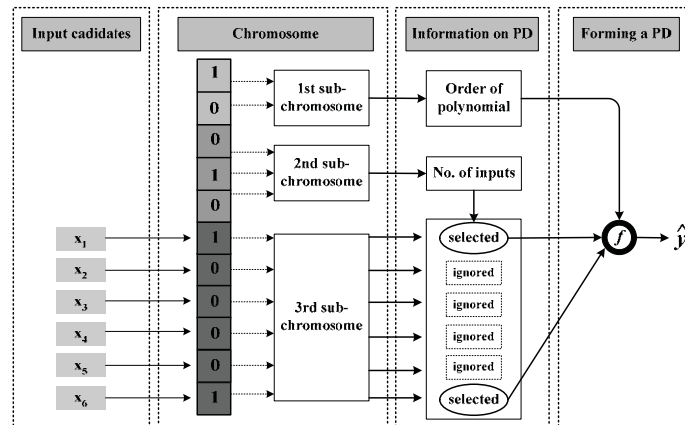 Input cadidates
Chromosome
Information on PD
Forming a PD
1
0
0
1
0
1
0
0
0
0
1
1st sub-
chromosome
2nd sub-
chromosome
3rd sub-
chromosome
Order of
polynomial
No. of inputs
selected
ignored
ignored
ignored
ignored
selected
x1
x2
x3
x4
x5
x6
f
ŷ